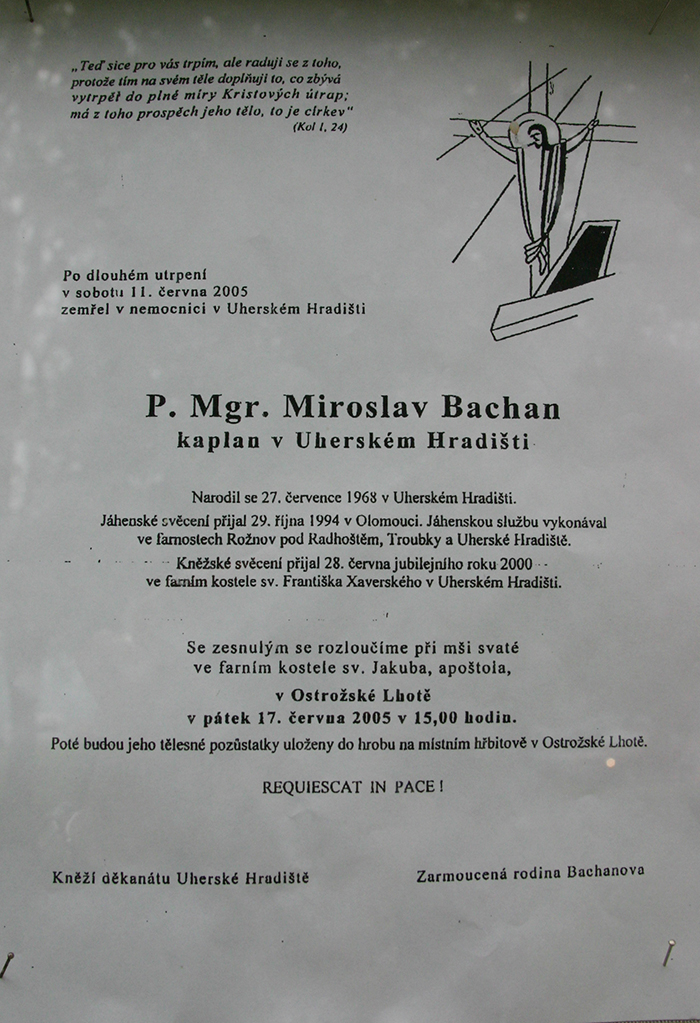 „Teď sice pro vás trpím, ale raduji se z toho,
protože tím na svém těle doplňuji to, co zbývá
vytrpět do plné míry Kristových útrap;
má z toho prospěch jeho tělo, to je církev"
(Kol 1, 24)
Po dlouhém utrpení
v sobotu 11. června 2005
zemřel v nemocnici v Uherském Hradišti
P. Mgr. Miroslav Bachan
kaplan v Uherském Hradišti
Narodil se 27. července 1968 v Uherském Hradišti.
Jáhenské svěcení přijal 29. října 1994 v Olomouci. Jáhenskou službu vykonával
ve farnostech Rožnov pod Radhoštěm, Troubky a Uherské Hradiště.
Kněžské svěcení přijal 28. června jubilejního roku 2000
ve farním kostele sv. Františka Xaverského v Uherském Hradišti.
Se zesnulým se rozloučíme při mši svaté
ve farním kostele sv. Jakuba, apoštola,
v Ostrožské Lhotě
v pátek 17. června 2005 v 15,00 hodin.
Poté budou jeho tělesné pozůstatky uloženy do hrobu na místním hřbitově v Ostrožské Lhotě.
REQUIESCAT IN PACE !
Kněží děkanátu Uherské Hradiště
Zarmoucená rodina Bachanova